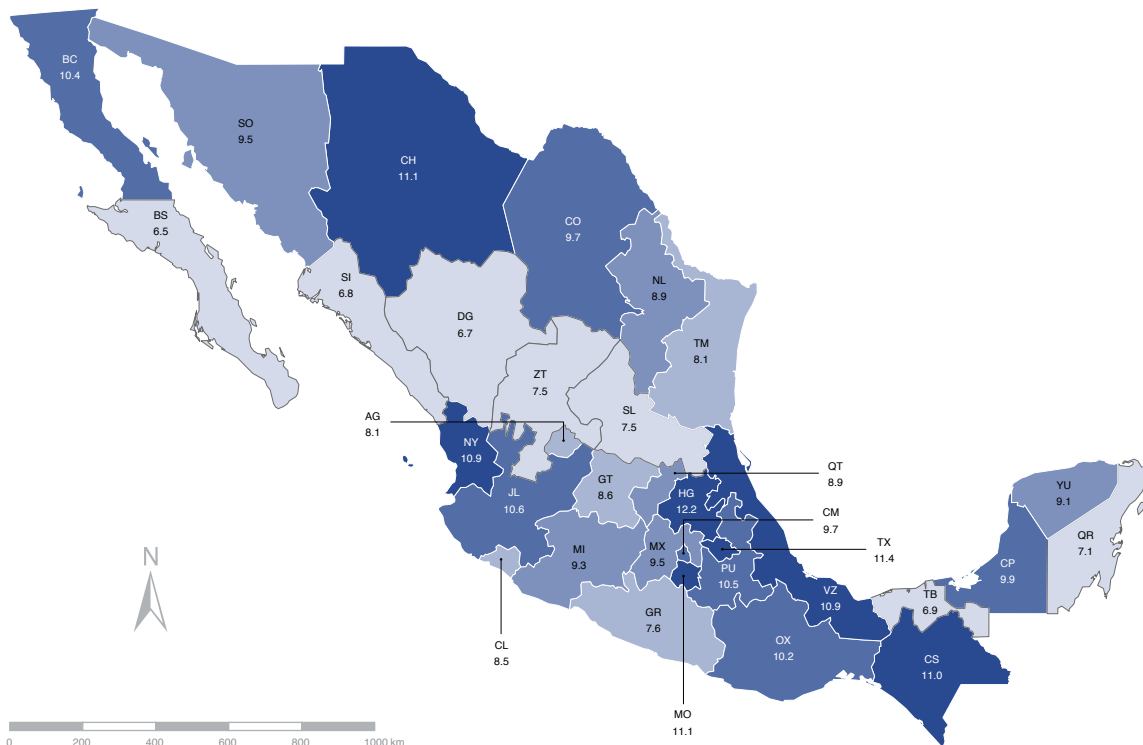 BC
10.4
SO
9.5
CH
11.1
BS
6.5
CO
9.7
SI
6.8
NL
8.9
DG
6.7
TM
8.1
ZT
7.5
SL
7.5
AG
8.1
NY
10.9
QT
8.9
JL
10.6
GT
8.6
HG
12.2
YU
9.1
CM
9.7
QR
7.1
MI
9.3
MX
9.5
TX
11.4
PU
10.5
CP
9.9
N
VZ
10.9
TB
6.9
GR
7.6
CL
8.5
OX
10.2
CS
11.0
MO
11.1
0 200 400 600 800 1000 km